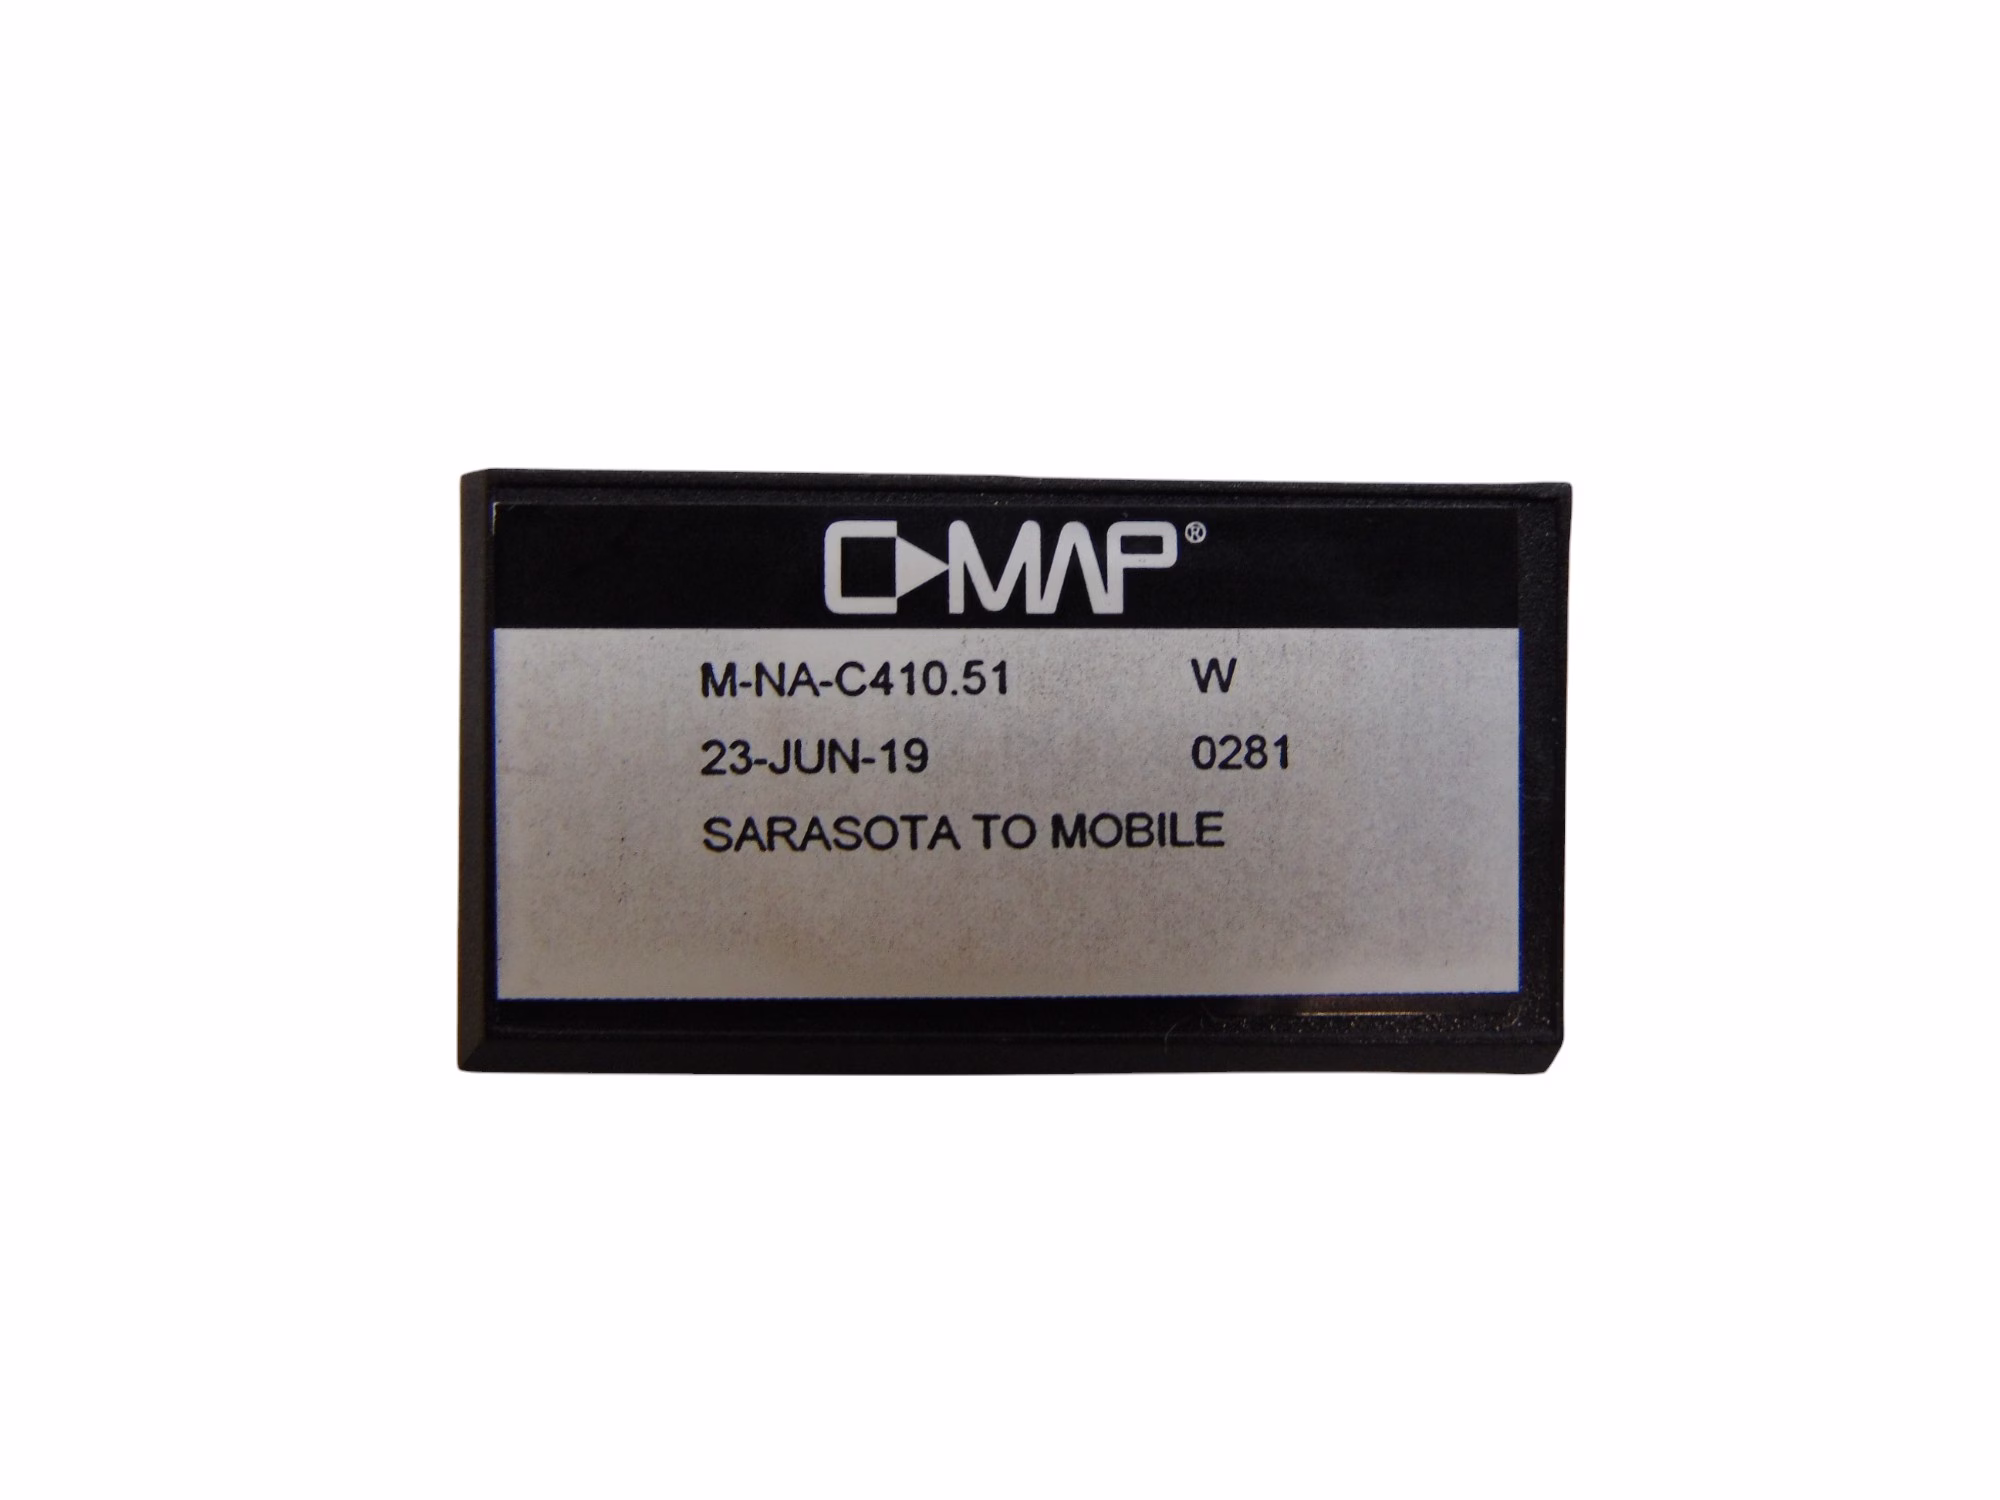 C-MAP®
M-NA-C410.51 W
23-JUN-19 0281
SARASOTA TO MOBILE